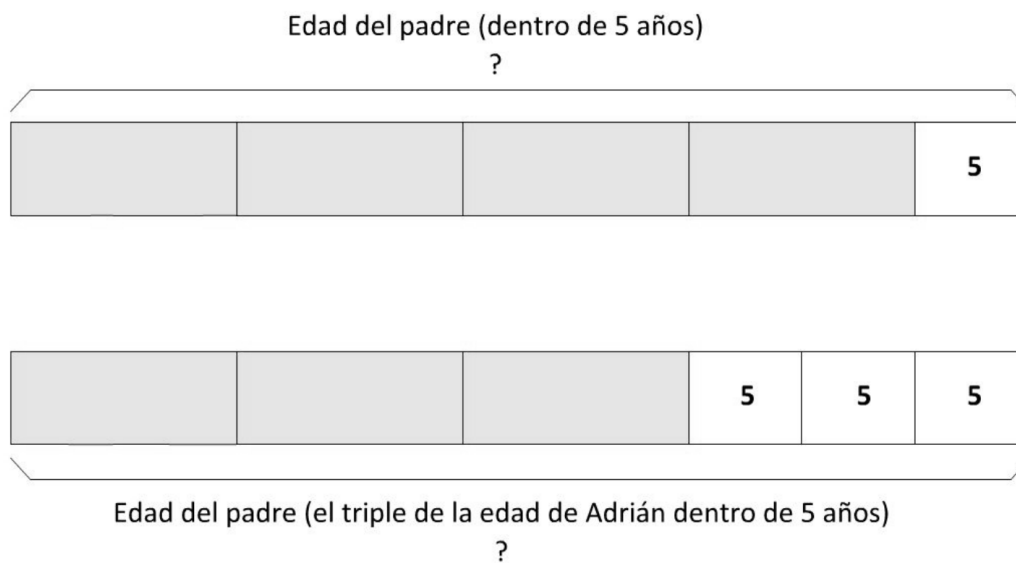 Edad del padre (dentro de 5 años)
?
5
5 5 5
Edad del padre (el triple de la edad de Adrián dentro de 5 años)
?